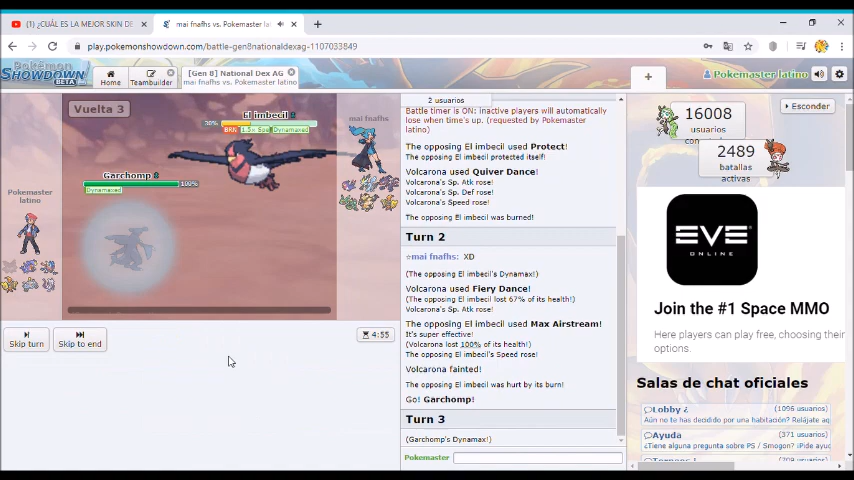 (1) ¿CUÁL ES LA MEJOR SKIN DE
mai fnafhs vs. Pokemaster la
play.pokemonshowdown.com/battle-gen8nationaldexag-1107033849
Pokémon
SHOWDOWN
BETA
Home
Teambuilder
[Gen 8] National Dex AG
mai fnafhs vs. Pokemaster latino
Pokemaster latino
Vuelta 3
El imbecil
30%
BRN
1.5× Spe
Dynamaxed
mai fnafhs
Garchomp
100%
Dynamaxed
Pokemaster
latino
Skip turn
Skip to end
4:55
2 usuarios
Battle timer is ON: inactive players will automatically
lose when time's up. (requested by Pokemaster
latino)
The opposing El imbecil used Protect!
The opposing El imbecil protected itself!
Volcarona used Quiver Dance!
Volcarona's Sp. Atk rose!
Volcarona's Sp. Def rose!
Volcarona's Speed rose!
The opposing El imbecil was burned!
Turn 2
☆mai fnafhs: XD
(The opposing El imbecil's Dynamax!)
Volcarona used Fiery Dance!
(The opposing El imbecil lost 67% of its health!)
Volcarona's Sp. Atk rose!
The opposing El imbecil used Max Airstream!
It's super effective!
(Volcarona lost 100% of its health!)
The opposing El imbecil's Speed rose!
Volcarona fainted!
The opposing El imbecil was hurt by its burn!
Go! Garchomp!
Turn 3
(Garchomp's Dynamax!)
Pokemaster
+
16008
usuarios
2489
batallas
activas
Esconder
EVE
ONLINE
Join the #1 Space MMO
Here players can play free, choosing their
options.
Salas de chat oficiales
Lobby ¿
(1096 usuarios)
Aún no te has decidido por una habitación? Relájate aq
Ayuda
(371 usuarios)
¿Tiene alguna pregunta sobre PS / Smogon? ¡Pide ayuc